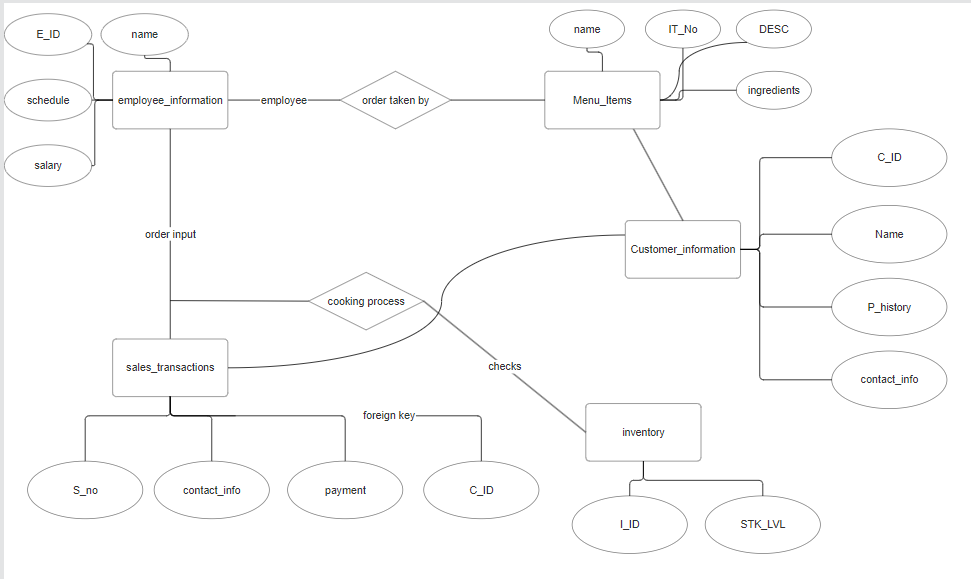 E_ID
name
name
IT_No
DESC
schedule
employee_information
employee
order taken by
Menu_Items
ingredients
salary
C_ID
order input
Name
Customer_information
cooking process
P_history
sales_transactions
checks
contact_info
foreign key
inventory
S_no
contact_info
payment
C_ID
I_ID
STK_LVL